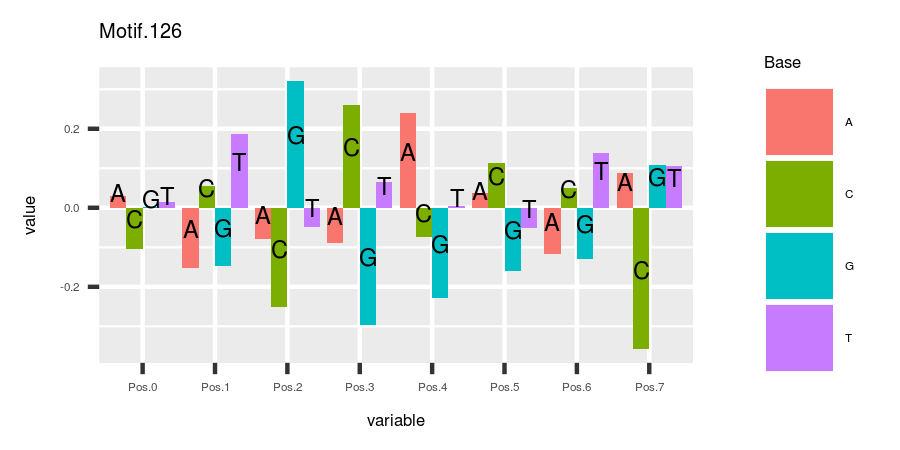 Motif.126
Base
A
C
G
T
value
0.2
0.0
-0.2
A C G T
A C G T
A C G T
A C G T
A C G T
A C G T
A C G T
A C G T
Pos.0 Pos.1 Pos.2 Pos.3 Pos.4 Pos.5 Pos.6 Pos.7
variable